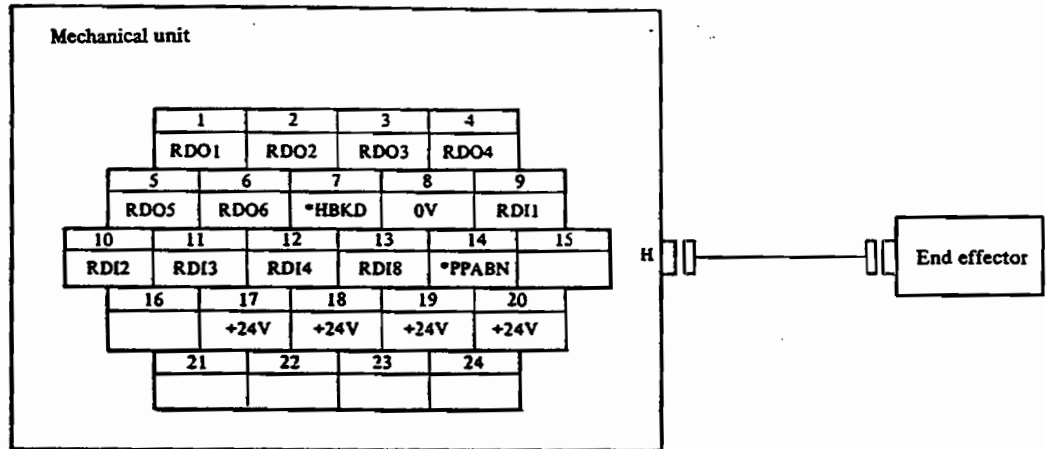 Mechanical unit
1 2 3 4
RDO1 RDO2 RDO3 RDO4
5 6 7 8 9
RDO5 RDO6 *HBKD 0V RDI1
10 11 12 13 14 15
RDI2 RDI3 RDI4 RDI8 *PPABN
H
End effector
16 17 18 19 20
+24V +24V +24V +24V
21 22 23 24